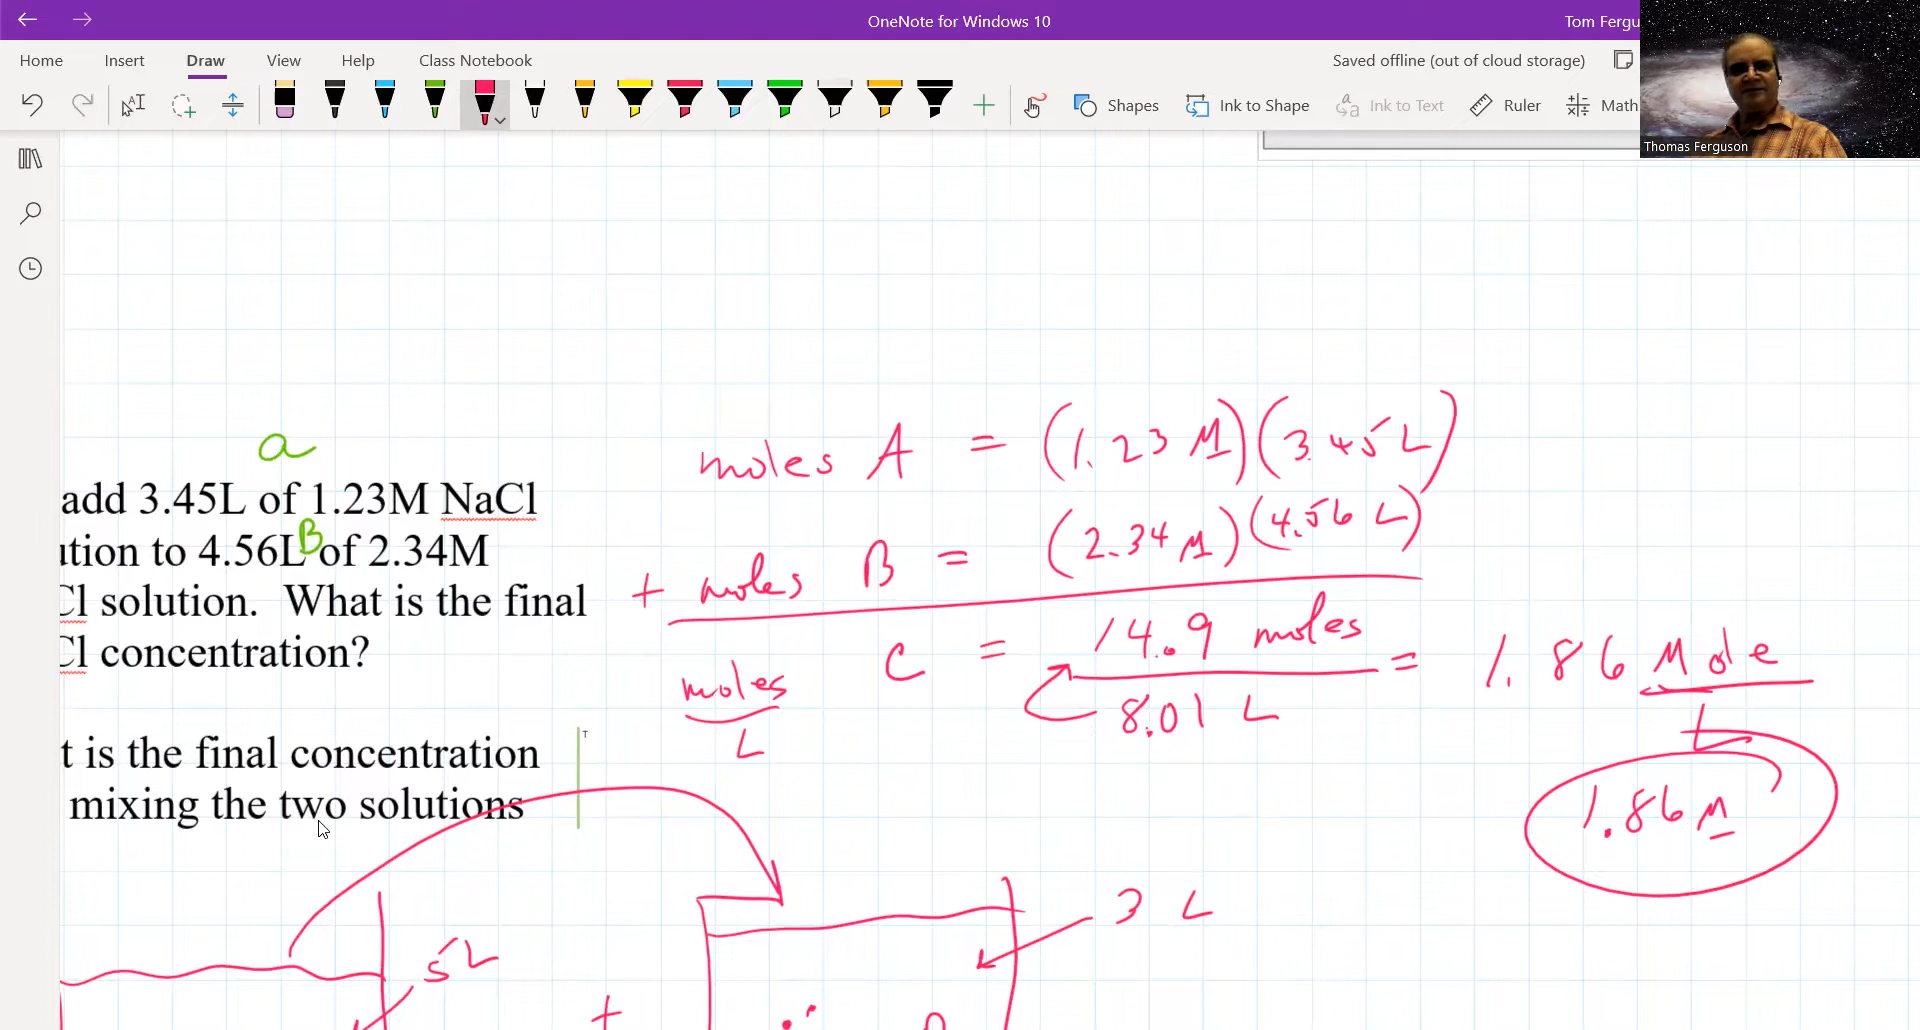 OneNote for Windows 10
Tom Fergu
Home Insert Draw View Help Class Notebook
Saved offline (out of cloud storage)
Shapes Ink to Shape Ink to Text Ruler Math
Thomas Ferguson
a
add 3.45L of 1.23M NaCl
ution to 4.56L of 2.34M
B
Cl solution. What is the final
Cl concentration?
t is the final concentration
mixing the two solutions
moles A = (1.23 M)(3.45 L)
+ moles B = (2.34 M)(4.56 L)
C = 14.9 moles = 1.86 Mole
8.01 L L
moles
L
1.86 M
5L
3 L
+